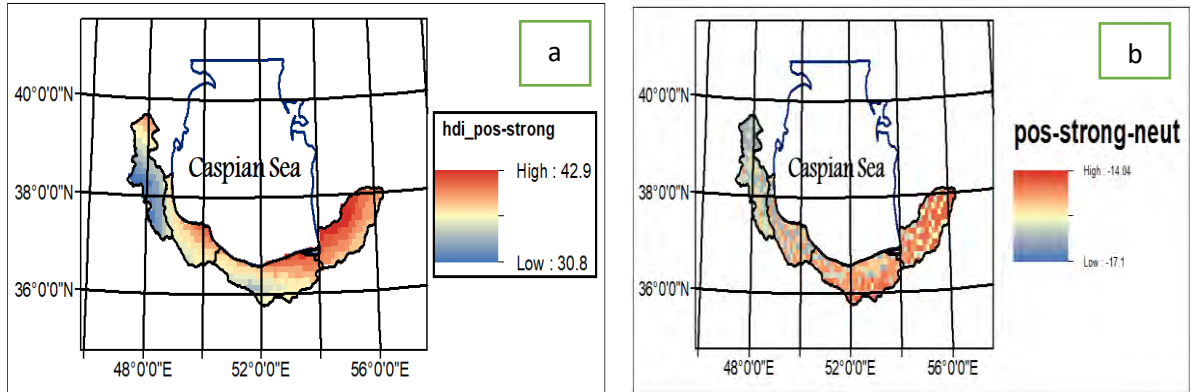 a
40°0'0"N
38°0'0"N
36°0'0"N
48°0'0"E
52°0'0"E
56°0'0"E
Caspian Sea
hdi_pos-strong
High : 42.9
Low : 30.8
b
40°0'0"N
38°0'0"N
36°0'0"N
48°0'0"E
52°0'0"E
56°0'0"E
Caspian Sea
pos-strong-neut
High : -14.04
Low : -17.1